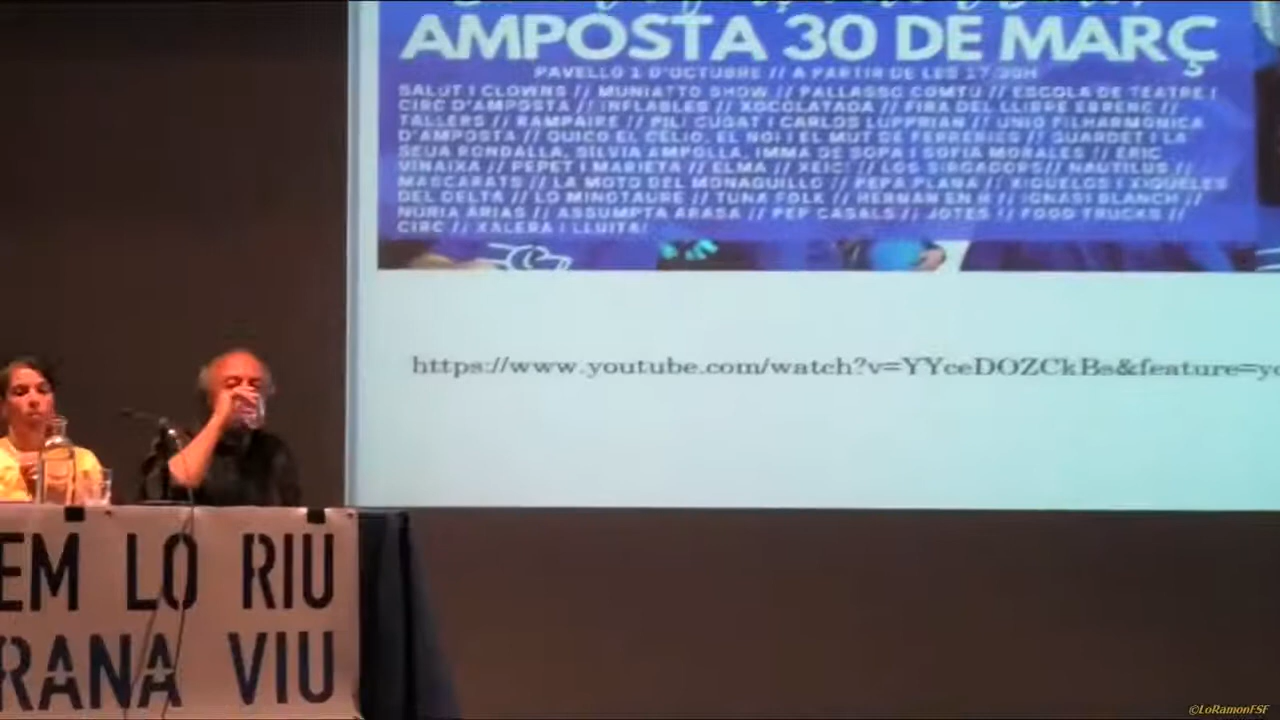 AMPOSTA 30 DE MARÇ
PAVELLO 1 D'OCTUBRE // A PARTIR DE LES 17:30H
SALUT I CLOWNS // MUNIATTO SHOW // PALLASSO COMTU // ESCOLA DE TEATRE I
CIRC D'AMPOSTA // INFLABLES // XOCOLATADA // FIRA DEL LLIBRE EBRENC //
TALLERS // RAMPAIRE // PILI CUGAT I CARLOS LUPPRIAN // UNIO FILHARMONICA
D'AMPOSTA // QUICO EL CELIO, EL NOI I EL MUT DE FERRERIES // GUARDET I LA
SEUA RONDALLA, SILVIA AMPOLLA, IMMA DE SOPA I SOFIA MORALES // ERIC
VINAIXA // PEPET I MARIETA // ELMA // XEIC! // LOS SIRGADORS // NAUTILUS //
MASCARATS // LA MOTO DEL MONAGUILLO // PEPA PLANA // XIQUELOS I XIQUELES
DEL DELTA // LO MINOTAURE // TUNA FOLK // HERMAN EN H // IGNASI BLANCH //
NURIA ARIAS // ASSUMPTA ARASA // PEP CASALS // JOTES // FOOD TRUCKS //
CIRC // XALERA I LLUITA!
https://www.youtube.com/watch?v=YYceDOZCkBs&feature=yo
EM LO RIU
RANA VIU
©LoRamonFSF